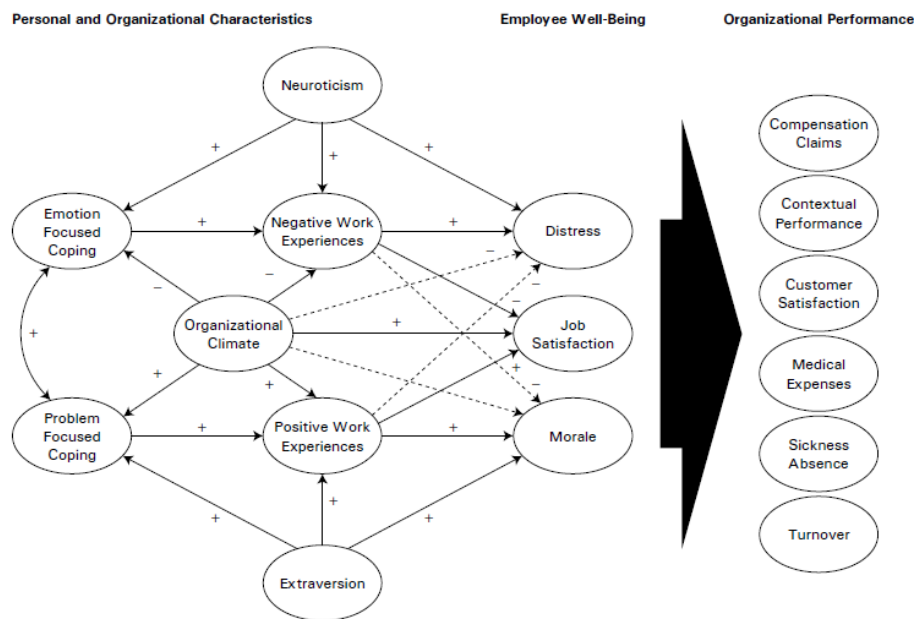 Personal and Organizational Characteristics
Employee Well-Being
Organizational Performance
Neuroticism
Compensation
Claims
+
+
+
Emotion
Focused
Coping
+
Negative Work
Experiences
+
Distress
Contextual
Performance
−
−
−
−
−
Customer
Satisfaction
Organizational
Climate
+
Job
Satisfaction
+
+
+
+
−
Medical
Expenses
Problem
Focused
Coping
+
Positive Work
Experiences
+
Morale
Sickness
Absence
+
+
+
Turnover
Extraversion